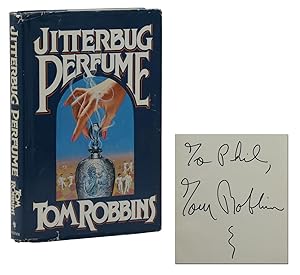 JITTERBUG
PERFUME
TOM ROBBINS
JITTERBUG PERFUME
TOM
ROBBINS
To Phil,
Tom Robbins